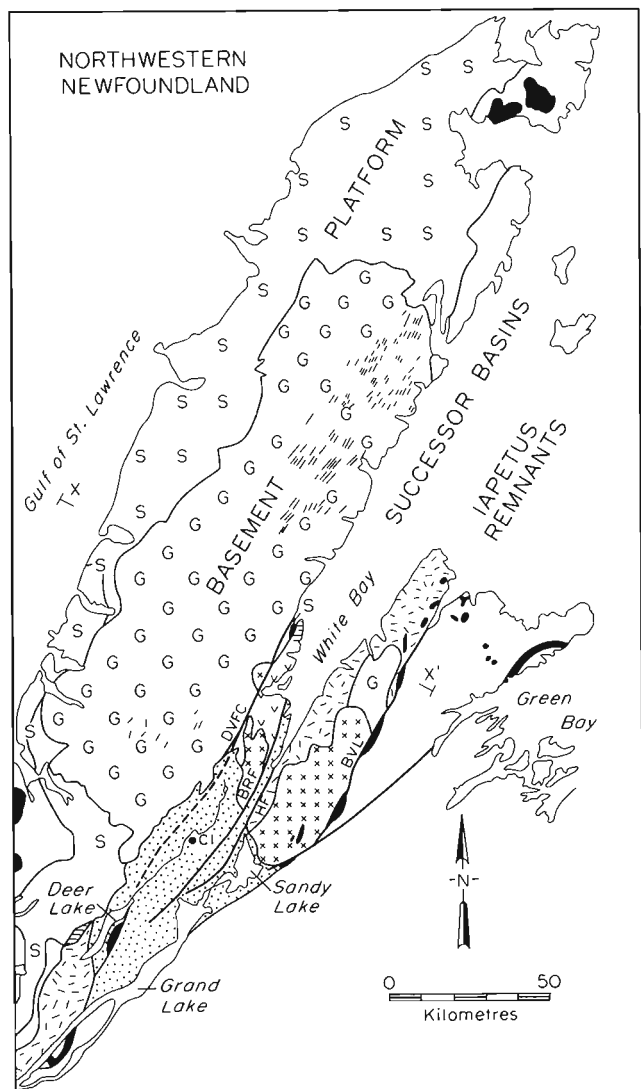 NORTHWESTERN
NEWFOUNDLAND
S S
S S
PLATFORM
S S
S S S
S
G G
G G G
S
G G G
S
Gulf of St. Lawrence
S S
G G
G
SUCCESSOR BASINS
IAPETUS
REMNANTS
T +
S S
G G
S
G G G
BASEMENT
S
G G G
G G G G
G S
White Bay
S
G G G G
G
X'
Green
Bay
G G G G
DVFC
S
G G G
BRF
HF
BVL
G G
S
CI
-N-
Deer
Lake
Sandy
Lake
S
Grand
Lake
0 50
Kilometres